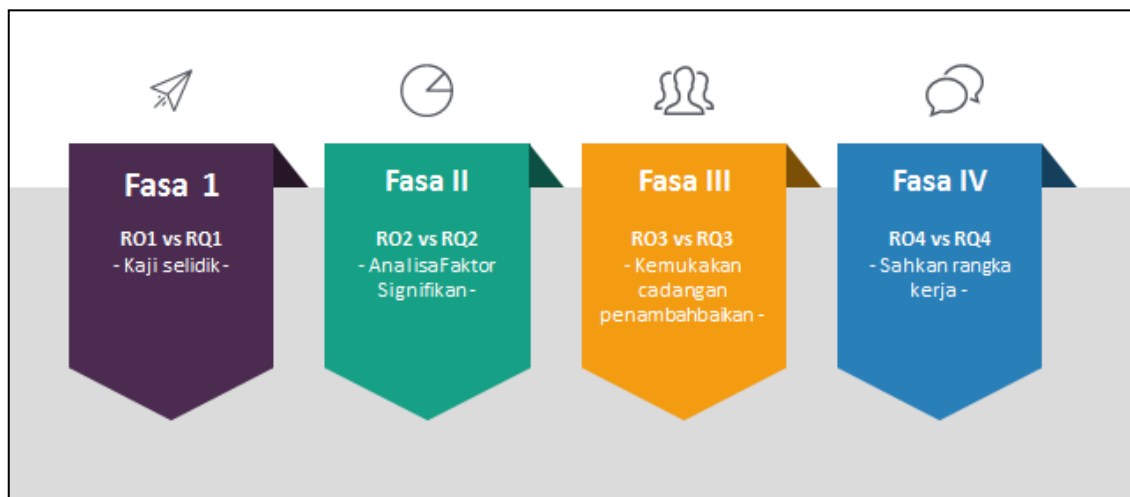 Fasa 1
RO1 vs RQ1
- Kaji selidik-
Fasa II
RO2 vs RQ2
- AnalisaFaktor
Signifikan-
Fasa III
RO3 vs RQ3
- Kemukakan
cadangan
penambahbaikan -
Fasa IV
RO4 vs RQ4
- Sahkan rangka
kerja -